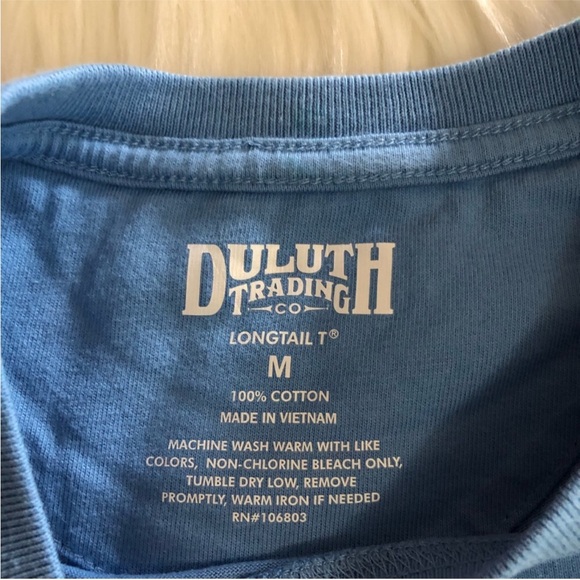 DULUTH
TRADING
CO
LONGTAIL T®
M
100% COTTON
MADE IN VIETNAM
MACHINE WASH WARM WITH LIKE
COLORS, NON-CHLORINE BLEACH ONLY,
TUMBLE DRY LOW, REMOVE
PROMPTLY, WARM IRON IF NEEDED
RN#106803